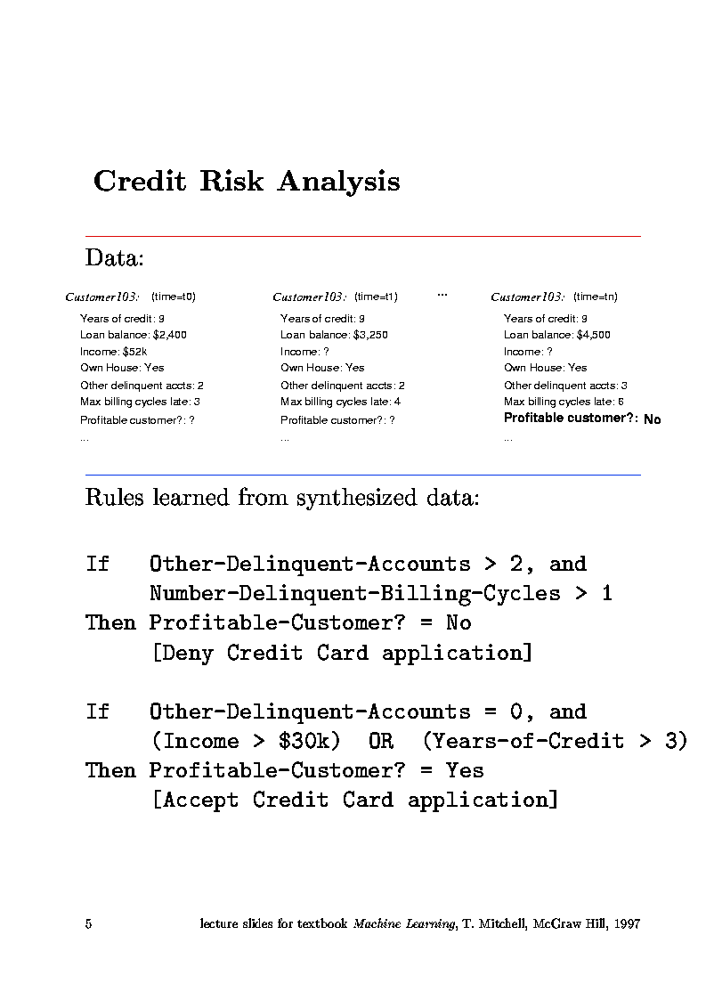 Credit Risk Analysis
Data:
Customer103: (time=t0)
Years of credit: 9
Loan balance: $2,400
Income: $52k
Own House: Yes
Other delinquent accts: 2
Max billing cycles late: 3
Profitable customer?: ?
...
Customer103: (time=t1)
Years of credit: 9
Loan balance: $3,250
Income: ?
Own House: Yes
Other delinquent accts: 2
Max billing cycles late: 4
Profitable customer?: ?
...
...
Customer103: (time=tn)
Years of credit: 9
Loan balance: $4,500
Income: ?
Own House: Yes
Other delinquent accts: 3
Max billing cycles late: 6
Profitable customer?: No
...
Rules learned from synthesized data:
If Other-Delinquent-Accounts > 2, and
Number-Delinquent-Billing-Cycles > 1
Then Profitable-Customer? = No
[Deny Credit Card application]
If Other-Delinquent-Accounts = 0, and
(Income > $30k) OR (Years-of-Credit > 3)
Then Profitable-Customer? = Yes
[Accept Credit Card application]
5 lecture slides for textbook Machine Learning, T. Mitchell, McGraw Hill, 1997